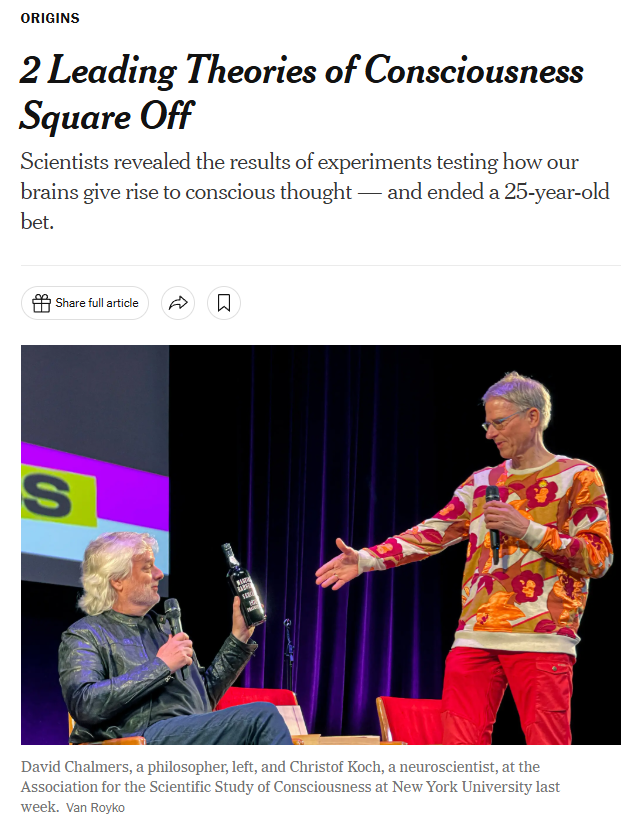 ORIGINS
2 Leading Theories of Consciousness
Square Off
Scientists revealed the results of experiments testing how our
brains give rise to conscious thought — and ended a 25-year-old
bet.
Share full article
S
David Chalmers, a philosopher, left, and Christof Koch, a neuroscientist, at the
Association for the Scientific Study of Consciousness at New York University last
week. Van Royko